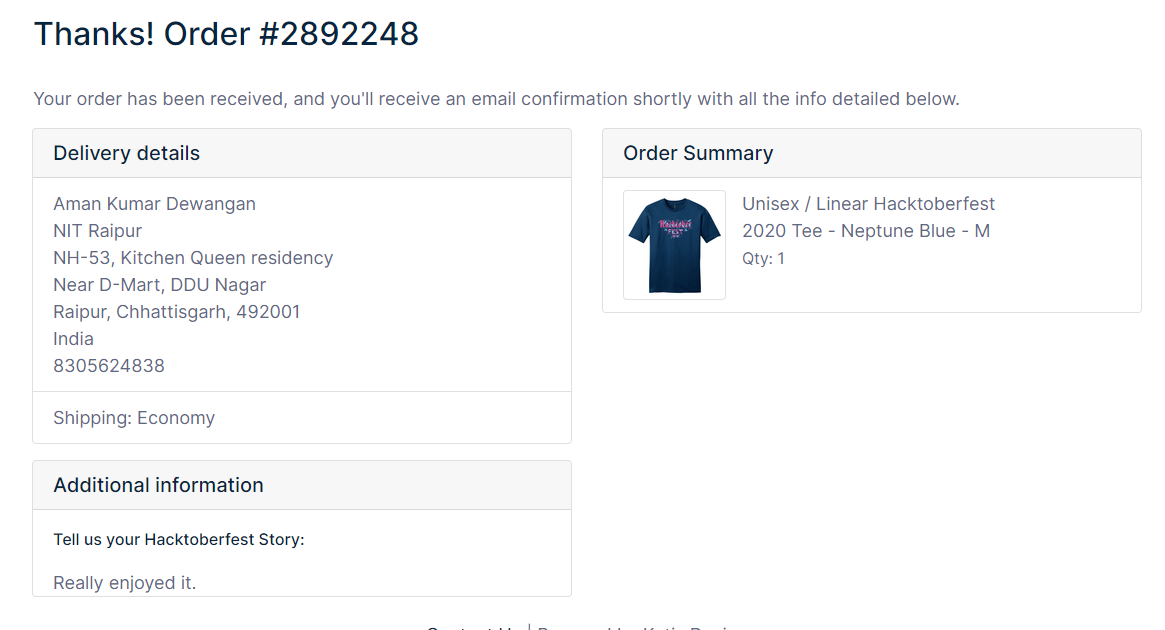 Thanks! Order #2892248
Your order has been received, and you'll receive an email confirmation shortly with all the info detailed below.
Delivery details
Aman Kumar Dewangan
NIT Raipur
NH-53, Kitchen Queen residency
Near D-Mart, DDU Nagar
Raipur, Chhattisgarh, 492001
India
8305624838
Shipping: Economy
Additional information
Tell us your Hacktoberfest Story:
Really enjoyed it.
Order Summary
Unisex / Linear Hacktoberfest
2020 Tee - Neptune Blue - M
Qty: 1